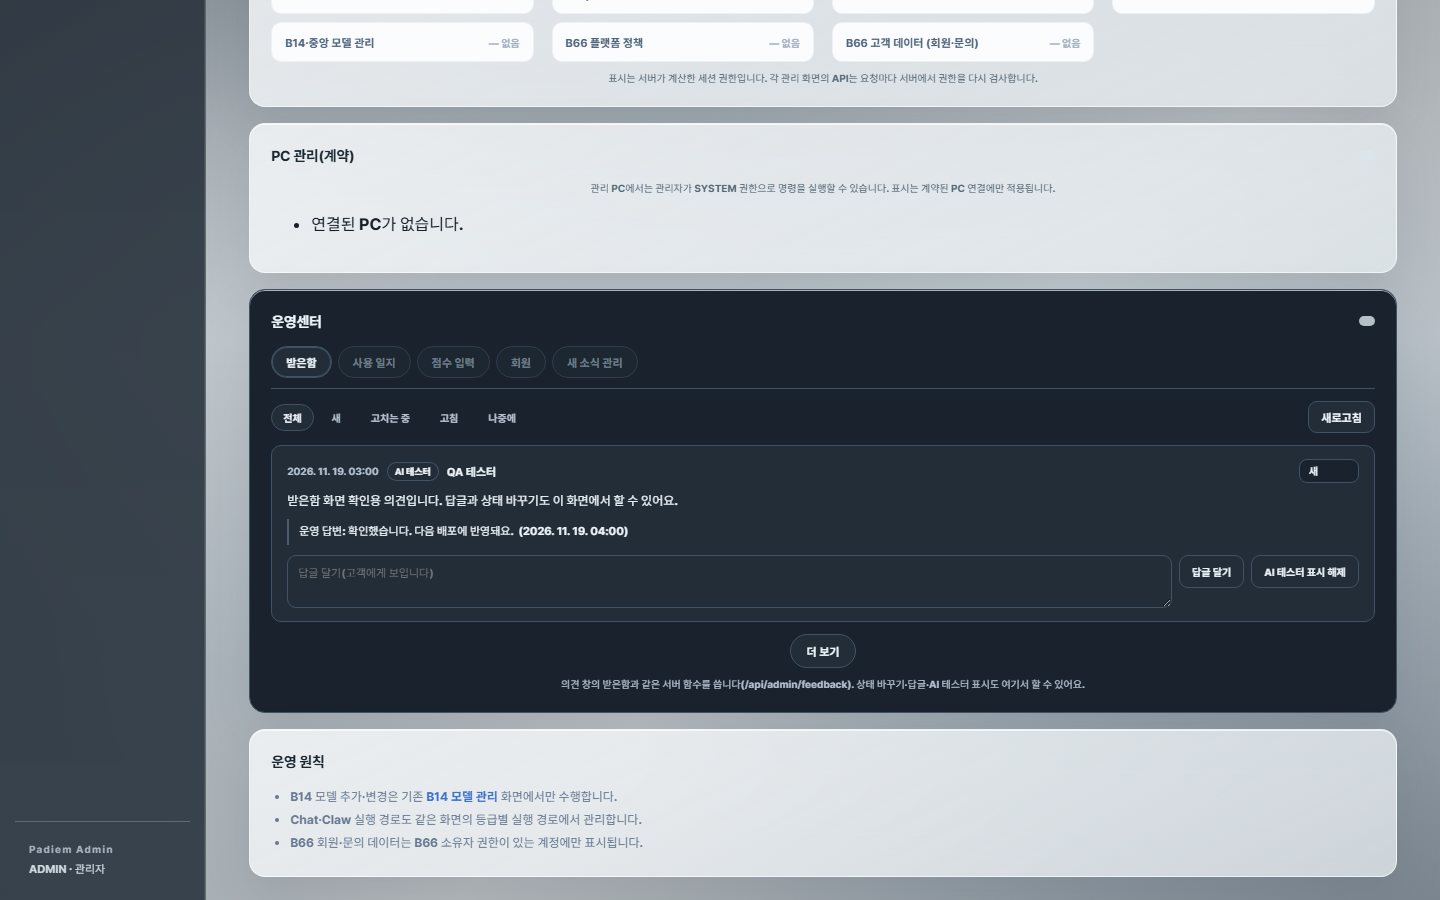 B14·중앙 모델 관리 — 없음 B66 플랫폼 정책 — 없음 B66 고객 데이터 (회원·문의) — 없음
표시는 서버가 계산한 세션 권한입니다. 각 관리 화면의 API는 요청마다 서버에서 권한을 다시 검사합니다.
PC 관리(계약)
관리 PC에서는 관리자가 SYSTEM 권한으로 명령을 실행할 수 있습니다. 표시는 계약된 PC 연결에만 적용됩니다.
연결된 PC가 없습니다.
운영센터
받은함 사용 일지 점수 입력 회원 새 소식 관리
전체 새 고치는 중 고침 나중에 새로고침
2026. 11. 19. 03:00 AI 테스터 QA 테스터 새
받은함 화면 확인용 의견입니다. 답글과 상태 바꾸기도 이 화면에서 할 수 있어요.
운영 답변: 확인했습니다. 다음 배포에 반영돼요. (2026. 11. 19. 04:00)
답글 달기(고객에게 보입니다) 답글 달기 AI 테스터 표시 해제
더 보기
의견 창의 받은함과 같은 서버 함수를 씁니다(/api/admin/feedback). 상태 바꾸기·답글·AI 테스터 표시도 여기서 할 수 있어요.
운영 원칙
B14 모델 추가·변경은 기존 B14 모델 관리 화면에서만 수행합니다.
Chat·Claw 실행 경로도 같은 화면의 등급별 실행 경로에서 관리합니다.
B66 회원·문의 데이터는 B66 소유자 권한이 있는 계정에만 표시됩니다.
Padiem Admin
ADMIN · 관리자